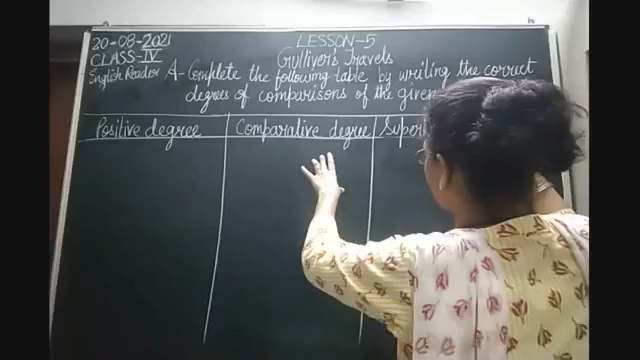 20-08-2021 LESSON-5
CLASS-IV Gulliver's Travels
English Reader A- Complete the following table by writing the correct
degrees of comparisons of the given
Positive degree Comparative degree